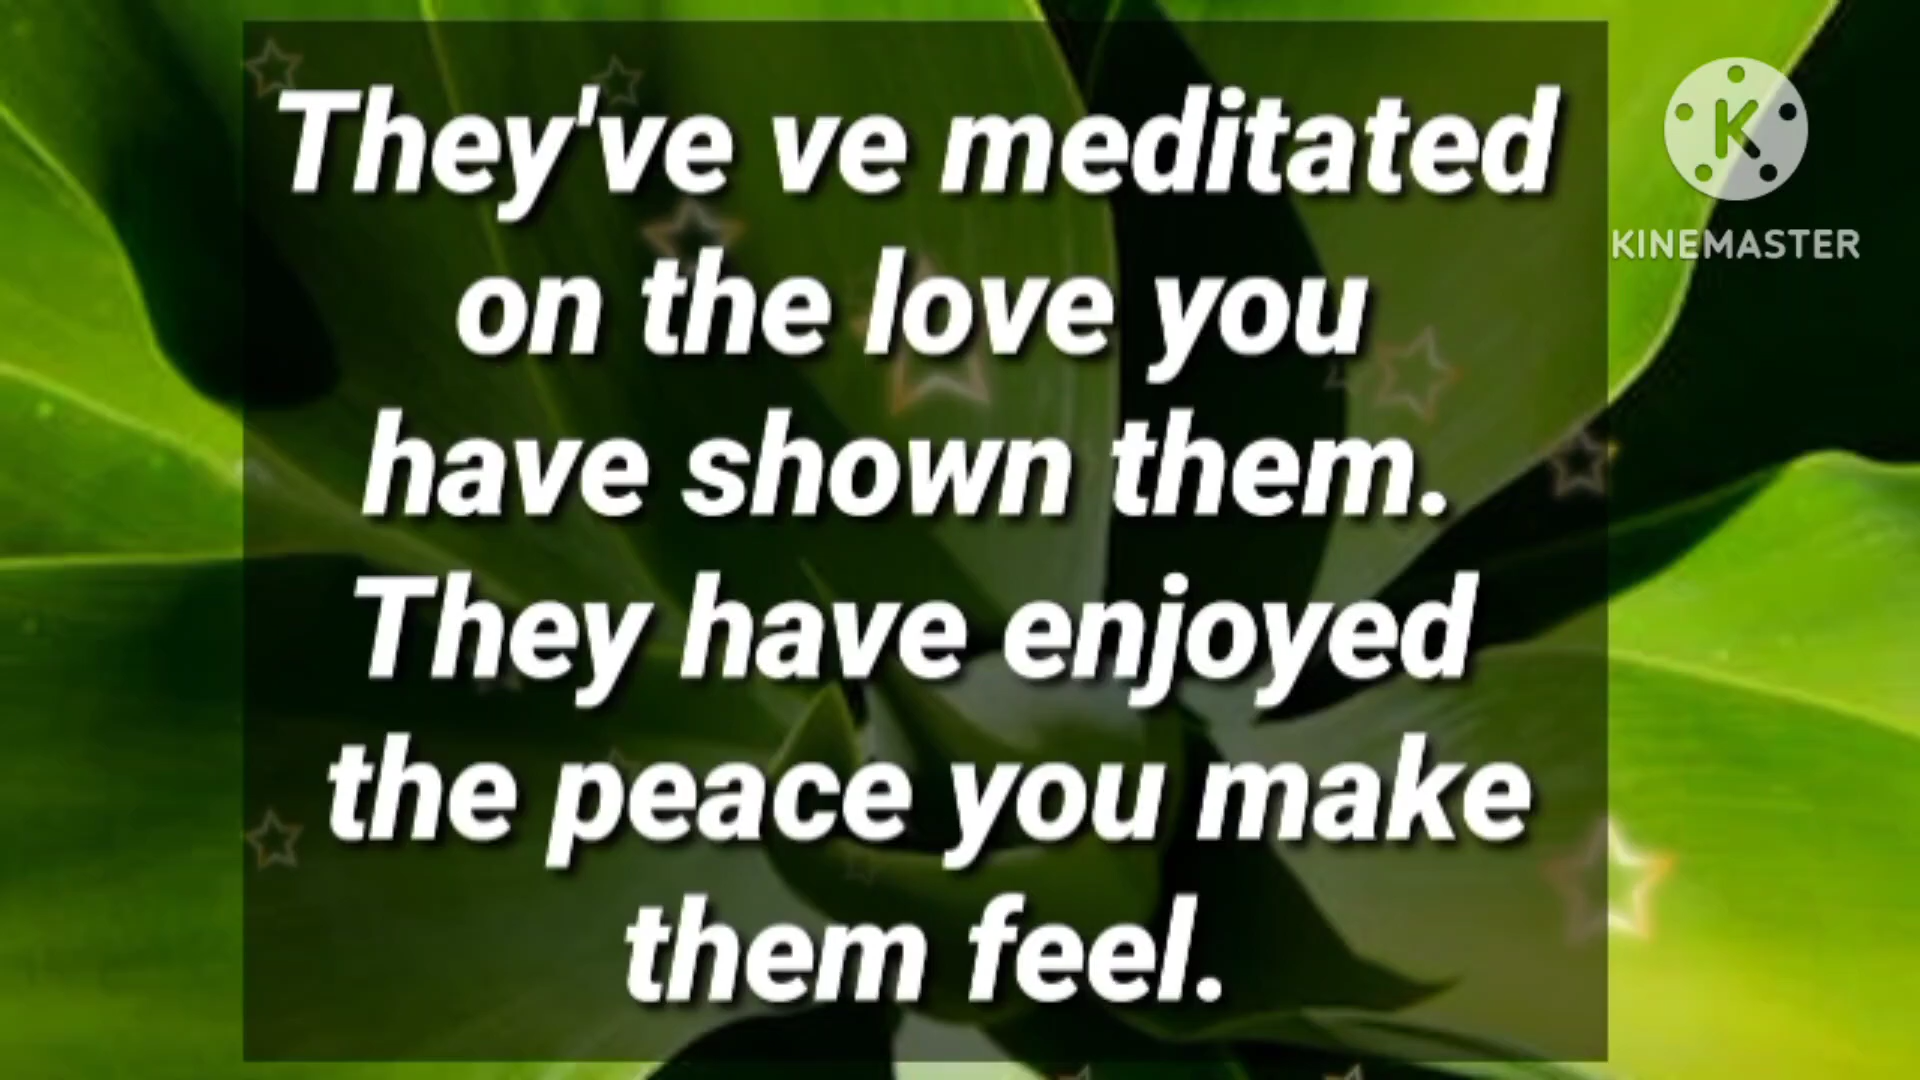 They've ve meditated
on the love you
have shown them.
They have enjoyed
the peace you make
them feel.
K
KINEMASTER